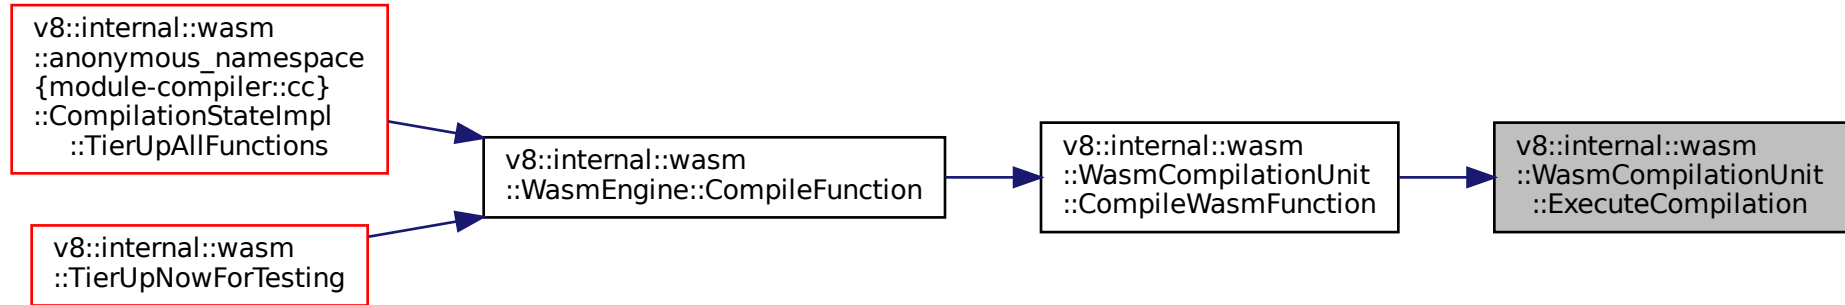 v8::internal::wasm
::anonymous_namespace
{module-compiler::cc}
::CompilationStateImpl
::TierUpAllFunctions
v8::internal::wasm
::TierUpNowForTesting
v8::internal::wasm
::WasmEngine::CompileFunction
v8::internal::wasm
::WasmCompilationUnit
::CompileWasmFunction
v8::internal::wasm
::WasmCompilationUnit
::ExecuteCompilation